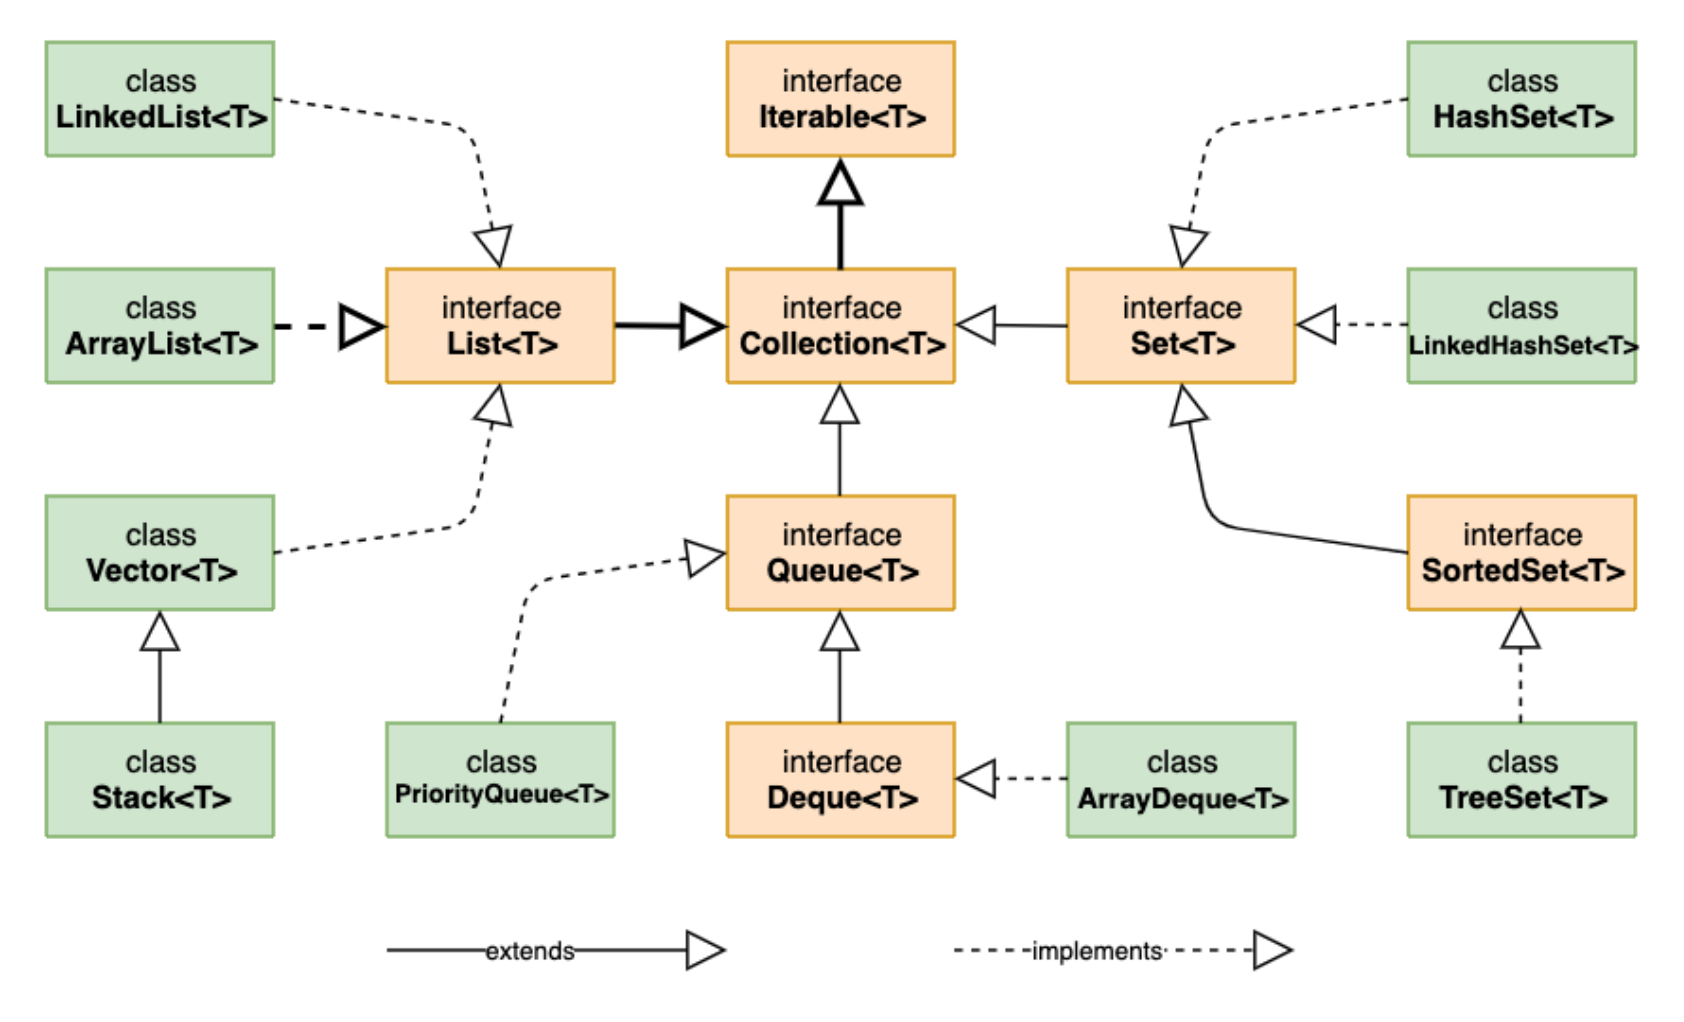 class
LinkedList<T>
interface
Iterable<T>
class
HashSet<T>
class
ArrayList<T>
interface
List<T>
interface
Collection<T>
interface
Set<T>
class
LinkedHashSet<T>
class
Vector<T>
interface
Queue<T>
interface
SortedSet<T>
class
Stack<T>
class
PriorityQueue<T>
interface
Deque<T>
class
ArrayDeque<T>
class
TreeSet<T>
extends
implements